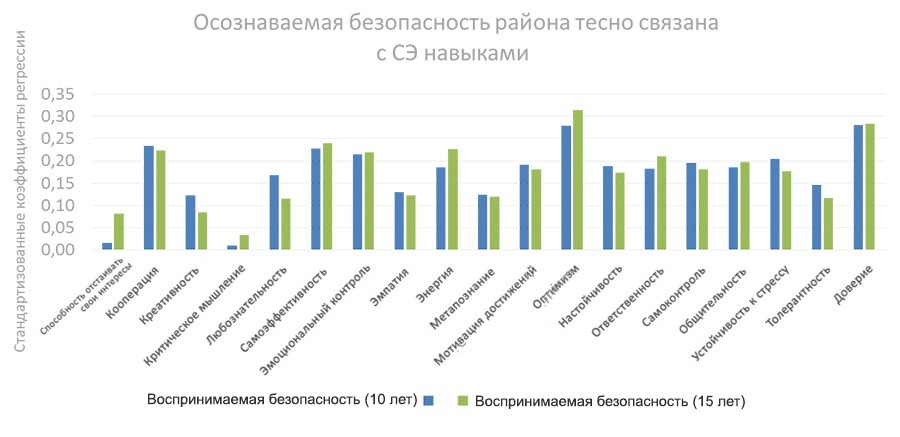 Осознаваемая безопасность района тесно связана
с СЭ навыками
Стандартизованные коэффициенты регрессии
0,35
0,30
0,25
0,20
0,15
0,10
0,05
0,00
Способность отстаивать
свои интересы
Кооперация
Креативность
Критическое мышление
Любознательность
Самоэффективность
Эмоциональный контроль
Эмпатия
Энергия
Метапознание
Мотивация достижений
Оптимизм
Настойчивость
Ответственность
Самоконтроль
Общительность
Устойчивость к стрессу
Толерантность
Доверие
Воспринимаемая безопасность (10 лет)
Воспринимаемая безопасность (15 лет)